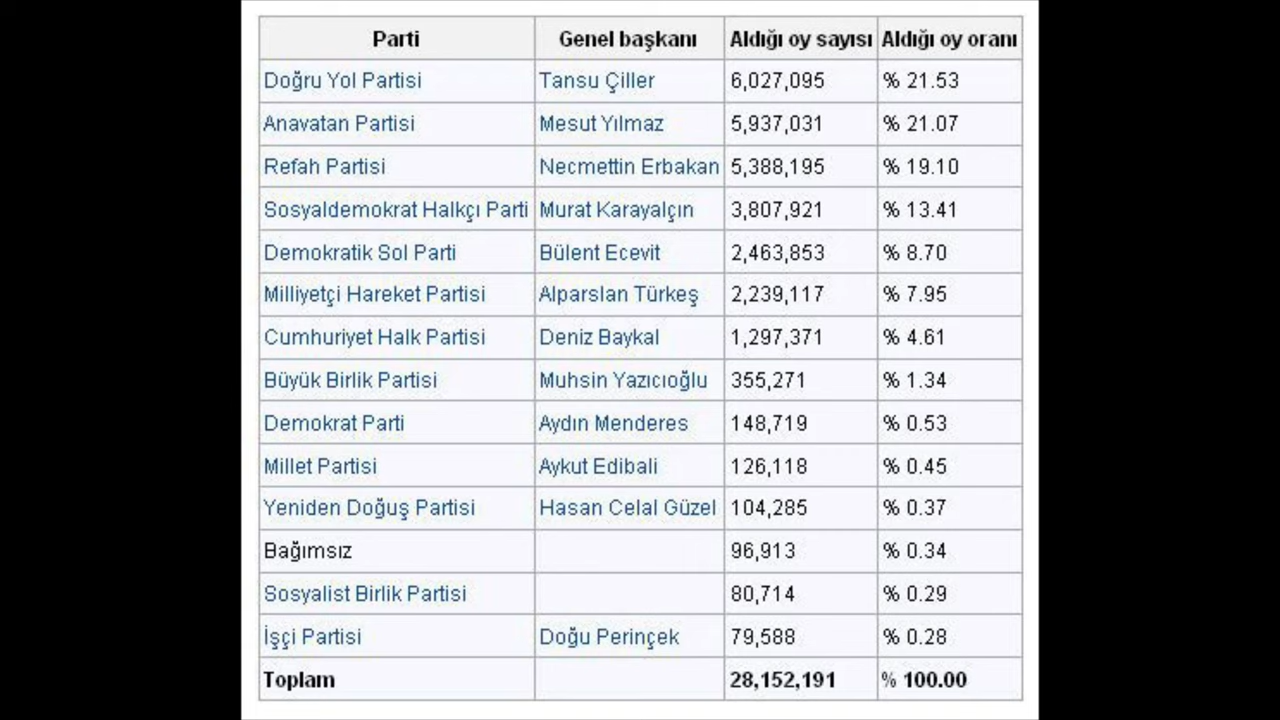 Parti Genel başkanı Aldığı oy sayısı Aldığı oy oranı
Doğru Yol Partisi Tansu Çiller 6,027,095 % 21.53
Anavatan Partisi Mesut Yılmaz 5,937,031 % 21.07
Refah Partisi Necmettin Erbakan 5,388,195 % 19.10
Sosyaldemokrat Halkçı Parti Murat Karayalçın 3,807,921 % 13.41
Demokratik Sol Parti Bülent Ecevit 2,463,853 % 8.70
Milliyetçi Hareket Partisi Alparslan Türkeş 2,239,117 % 7.95
Cumhuriyet Halk Partisi Deniz Baykal 1,297,371 % 4.61
Büyük Birlik Partisi Muhsin Yazıcıoğlu 355,271 % 1.34
Demokrat Parti Aydın Menderes 148,719 % 0.53
Millet Partisi Aykut Edibali 126,118 % 0.45
Yeniden Doğuş Partisi Hasan Celal Güzel 104,285 % 0.37
Bağımsız 96,913 % 0.34
Sosyalist Birlik Partisi 80,714 % 0.29
İşçi Partisi Doğu Perinçek 79,588 % 0.28
Toplam 28,152,191 % 100.00